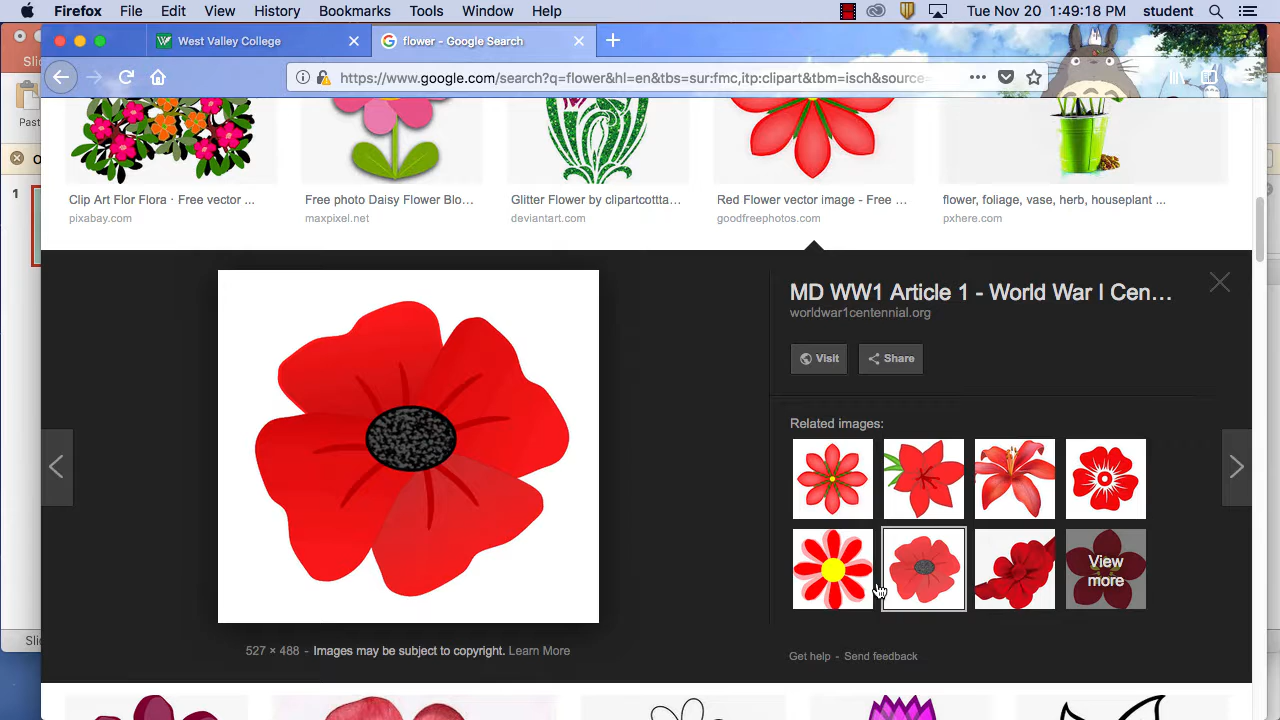 Firefox File Edit View History Bookmarks Tools Window Help Tue Nov 20 1:49:18 PM student
West Valley College flower - Google Search
https://www.google.com/search?q=flower&hl=en&tbs=sur:fmc,itp:clipart&tbm=isch&source=
Past
1
Clip Art Flor Flora · Free vector ... Free photo Daisy Flower Blo... Glitter Flower by clipartcottta... Red Flower vector image - Free ... flower, foliage, vase, herb, houseplant ...
pixabay.com maxpixel.net deviantart.com goodfreephotos.com pxhere.com
MD WW1 Article 1 - World War I Cen...
worldwar1centennial.org
Visit Share
Related images:
View
more
527 × 488 - Images may be subject to copyright. Learn More
Get help - Send feedback